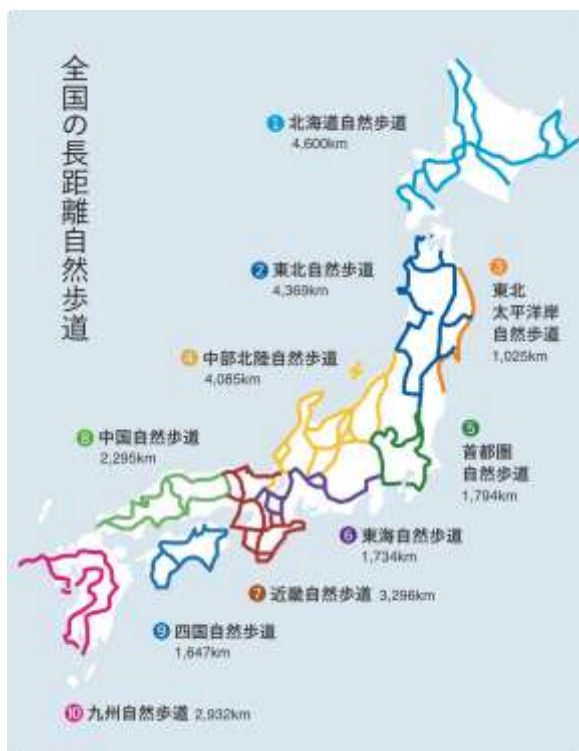 全国の長距離自然歩道
❶ 北海道自然歩道
4,600km
❷ 東北自然歩道
4,369km
❸
東北
太平洋岸
自然歩道
1,025km
❹ 中部北陸自然歩道
4,085km
❺
首都圏
自然歩道
1,794km
❽ 中国自然歩道
2,295km
❻ 東海自然歩道
1,734km
❼ 近畿自然歩道 3,296km
❾ 四国自然歩道
1,647km
❿ 九州自然歩道 2,932km